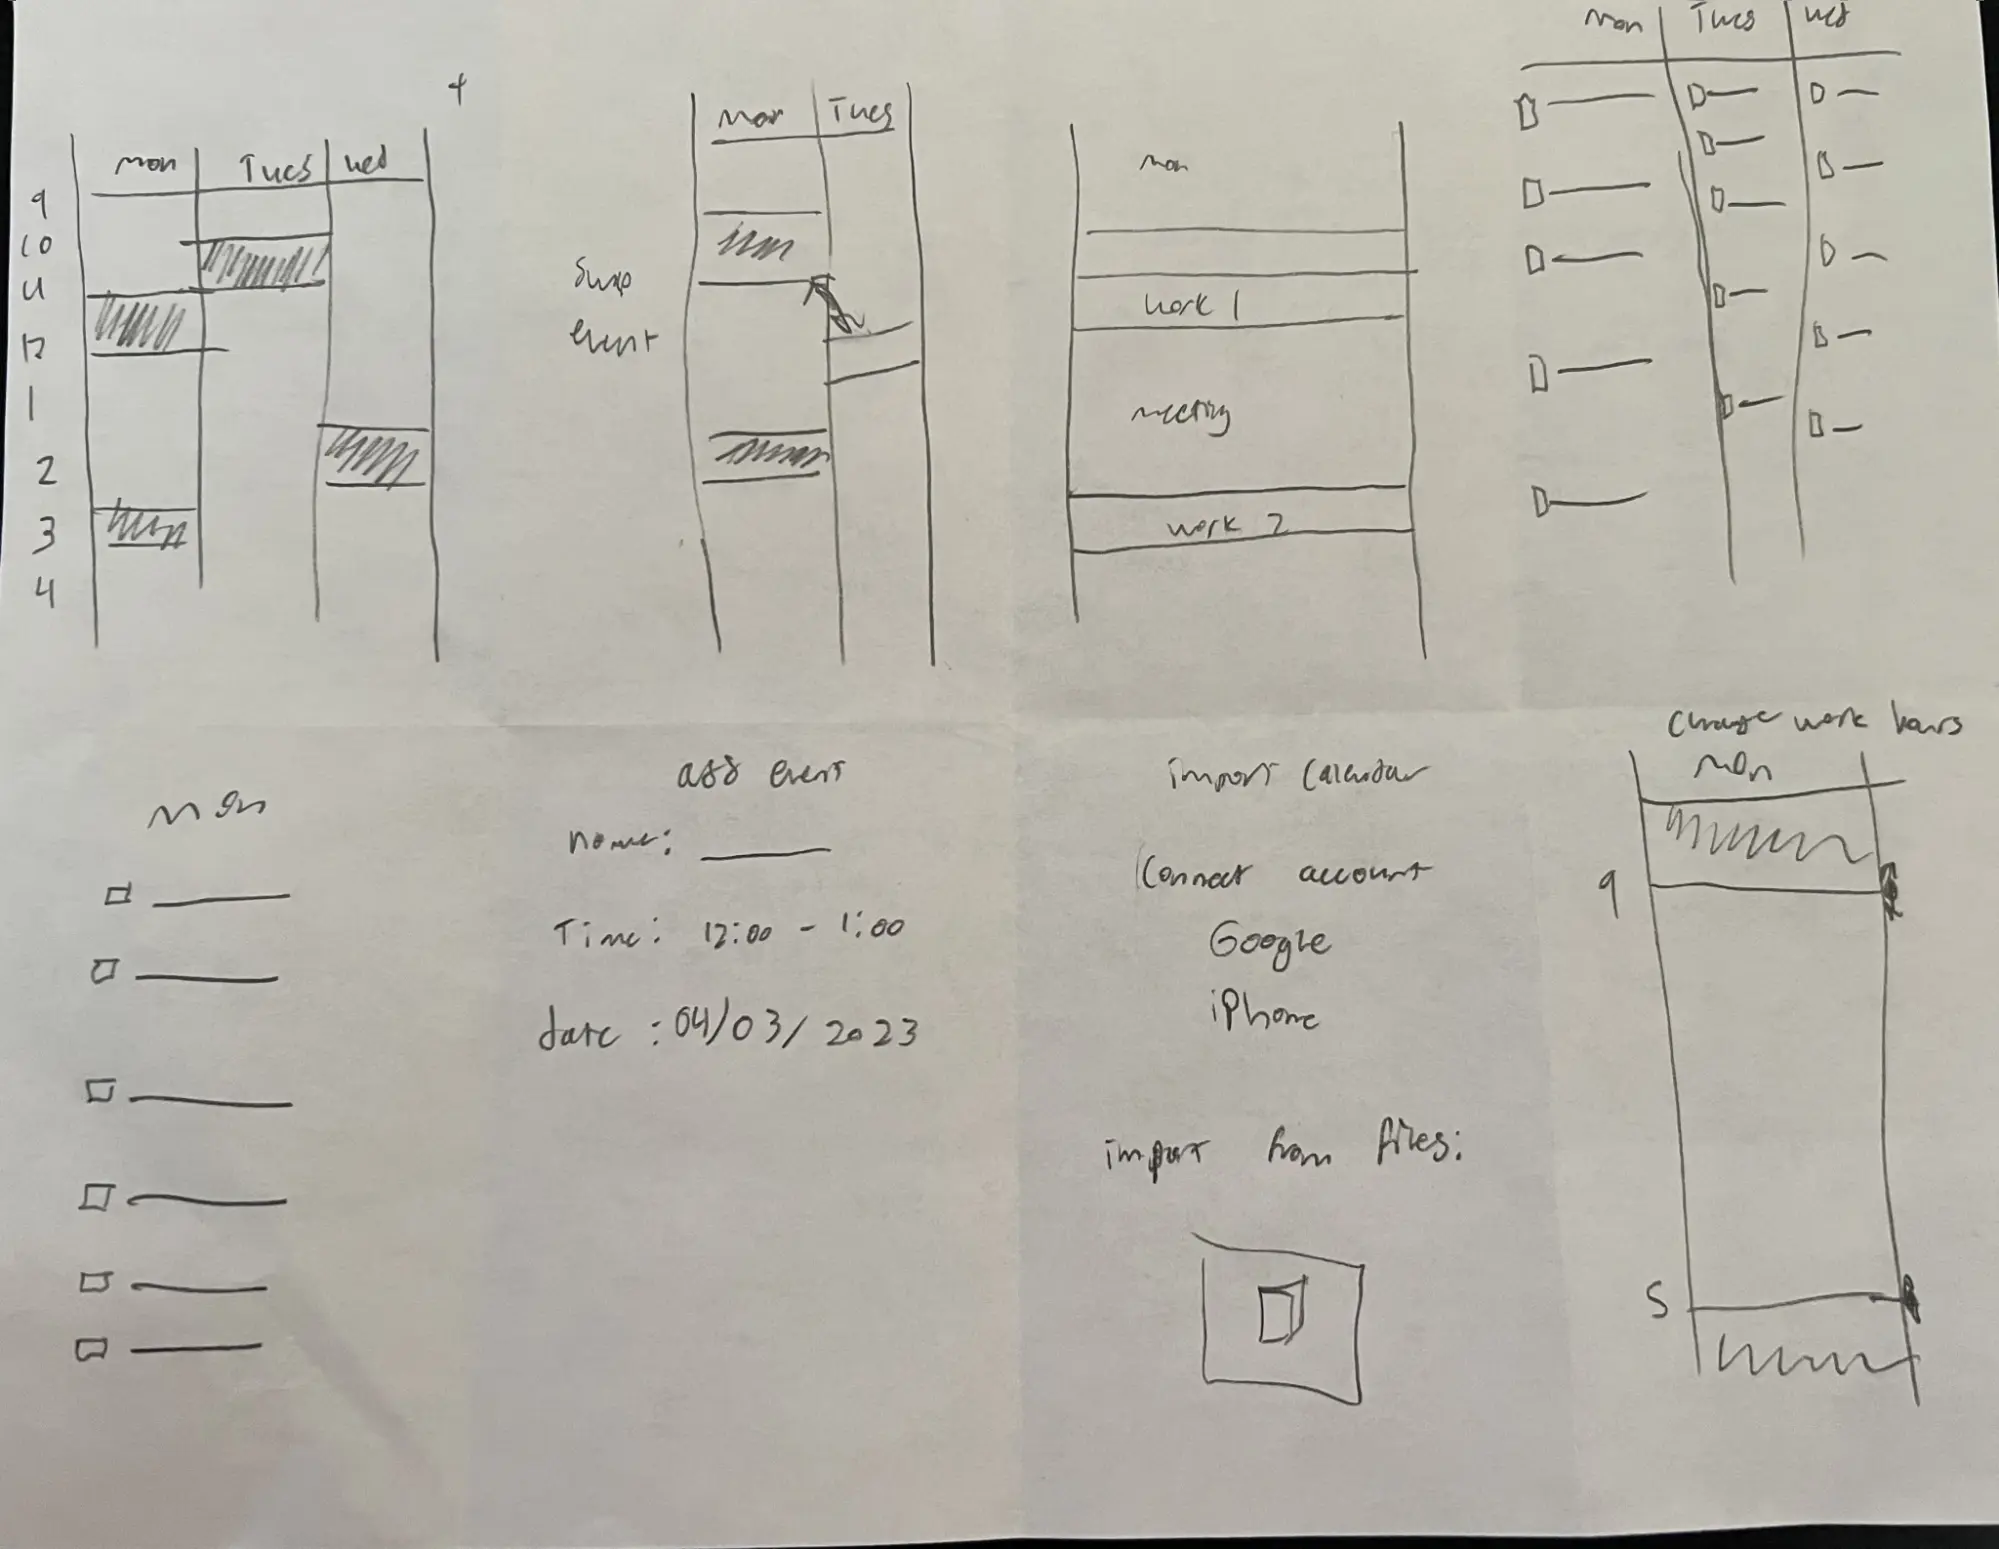 +
Mon Tues wed
9
10
11
12
1
2
3
4
Mon Tues
Swap
event
Mon
work 1
meeting
work 2
Mon Tues wed
Mon
add event
name:
Time: 12:00 - 1:00
date : 04/03/2023
import calendar
Connect account
Google
iPhone
import from files:
Change work hours
Mon
9
5